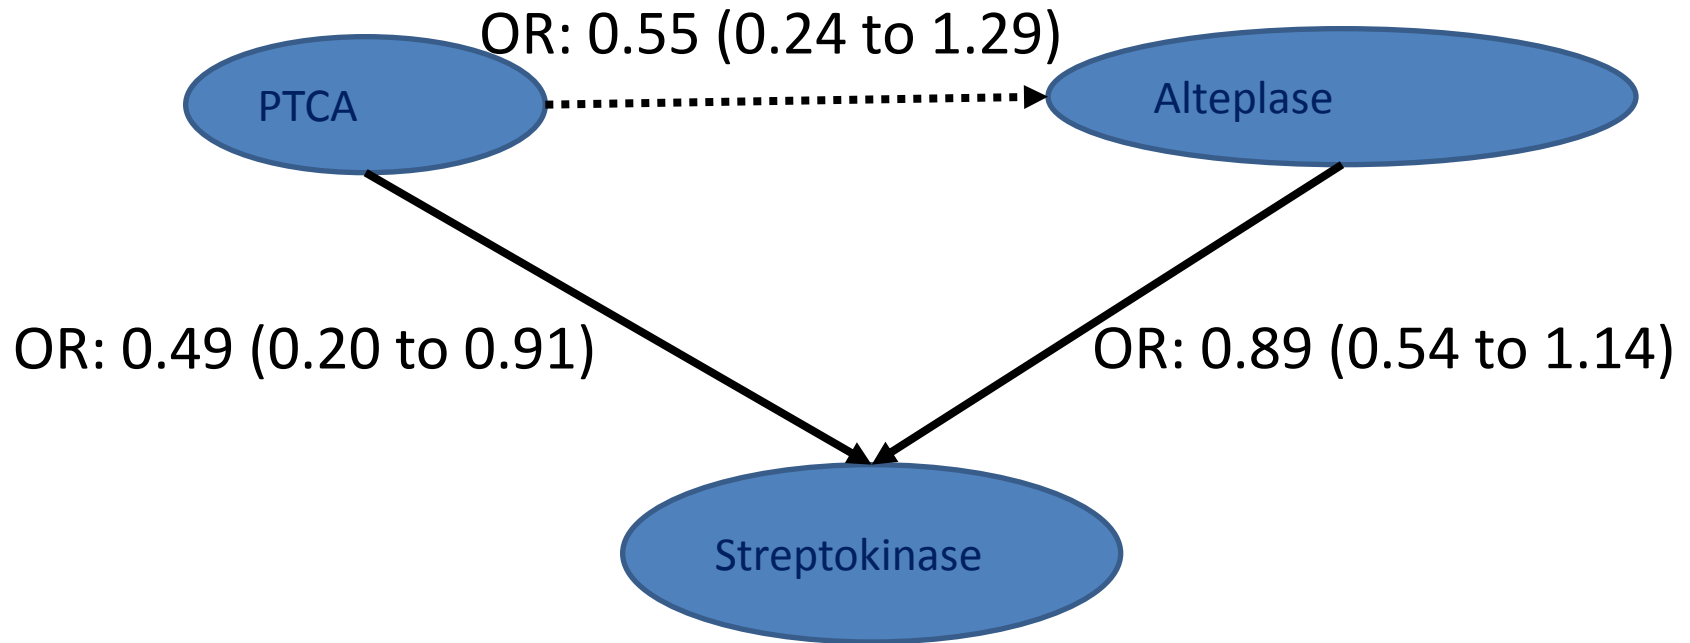 OR: 0.55 (0.24 to 1.29)
PTCA
Alteplase
OR: 0.49 (0.20 to 0.91)
OR: 0.89 (0.54 to 1.14)
Streptokinase